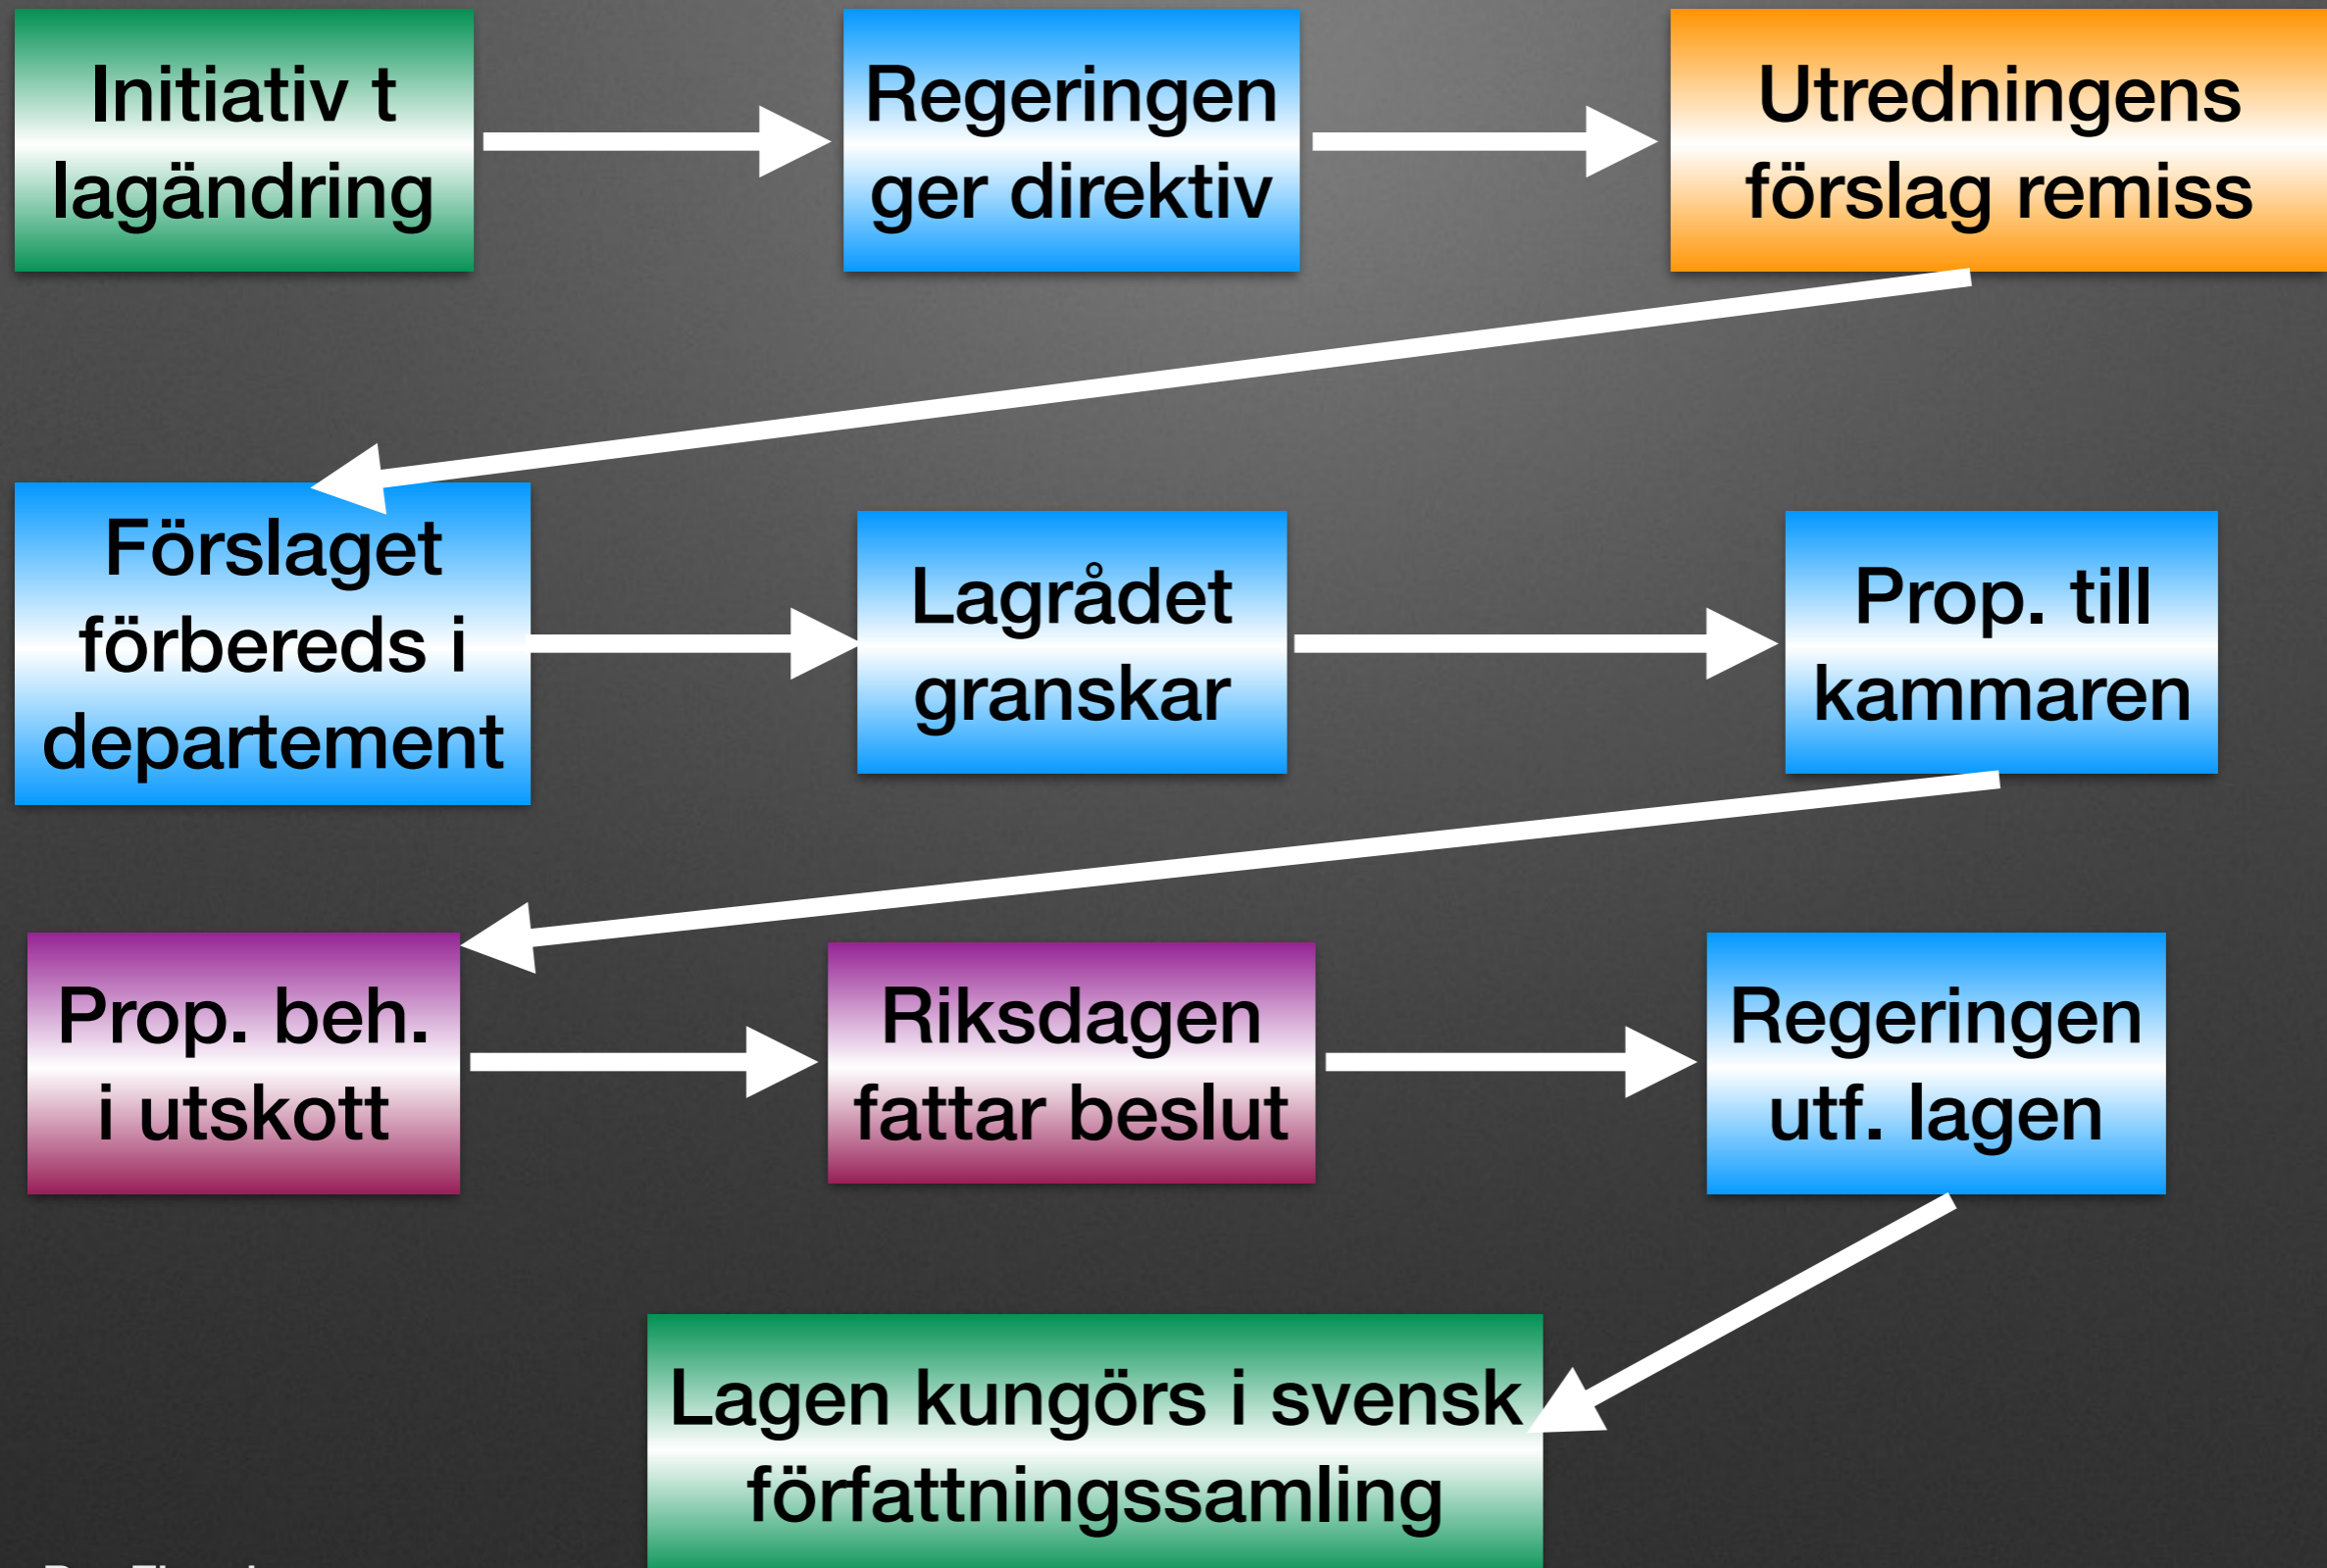 Initiativ t
lagändring
Regeringen
ger direktiv
Utredningens
förslag remiss
Förslaget
förbereds i
departement
Lagrådet
granskar
Prop. till
kammaren
Prop. beh.
i utskott
Riksdagen
fattar beslut
Regeringen
utf. lagen
Lagen kungörs i svensk
författningssamling